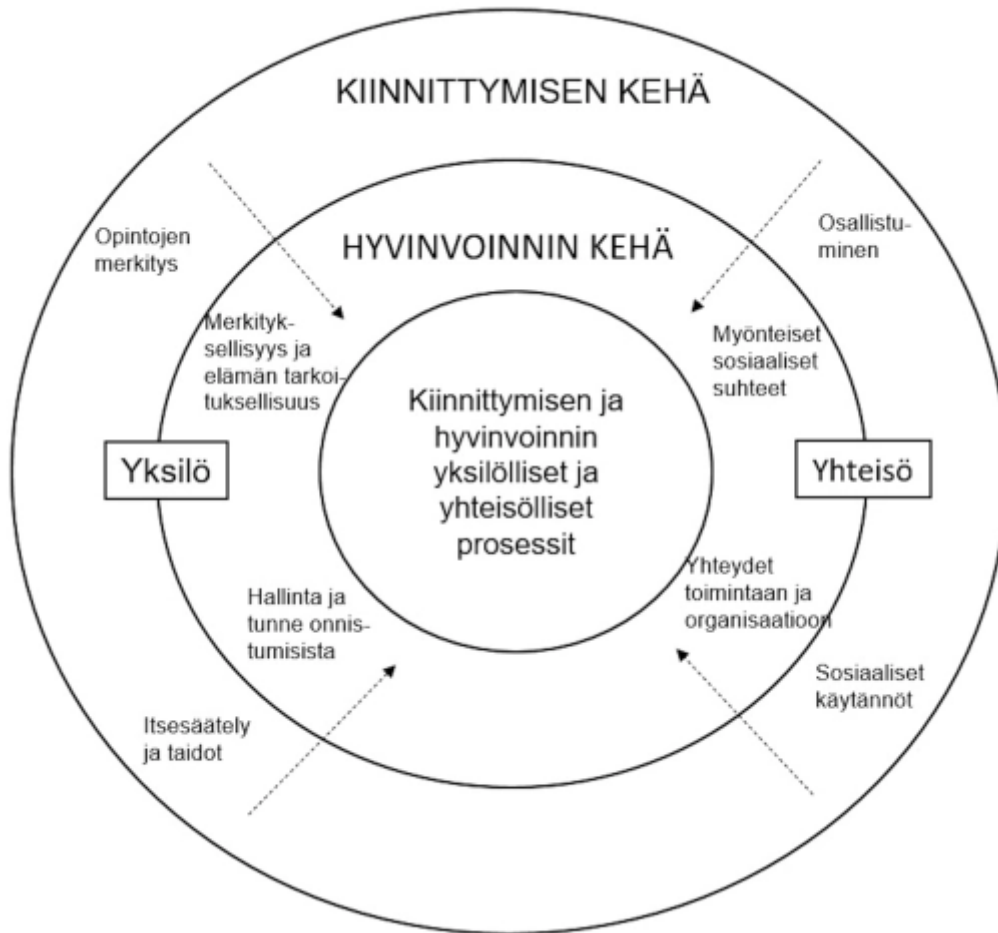 KIINNITTYMISEN KEHÄ
Opintojen
merkitys
Osallistu-
minen
HYVINVOINNIN KEHÄ
Merkityk-
sellisyys ja
elämän tarkoi-
tuksellisuus
Myönteiset
sosiaaliset
suhteet
Kiinnittymisen ja
hyvinvoinnin
yksilölliset ja
yhteisölliset
prosessit
Yksilö
Yhteisö
Hallinta ja
tunne onnis-
tumisista
Yhteydet
toimintaan ja
organisaatioon
Itsesäätely
ja taidot
Sosiaaliset
käytännöt